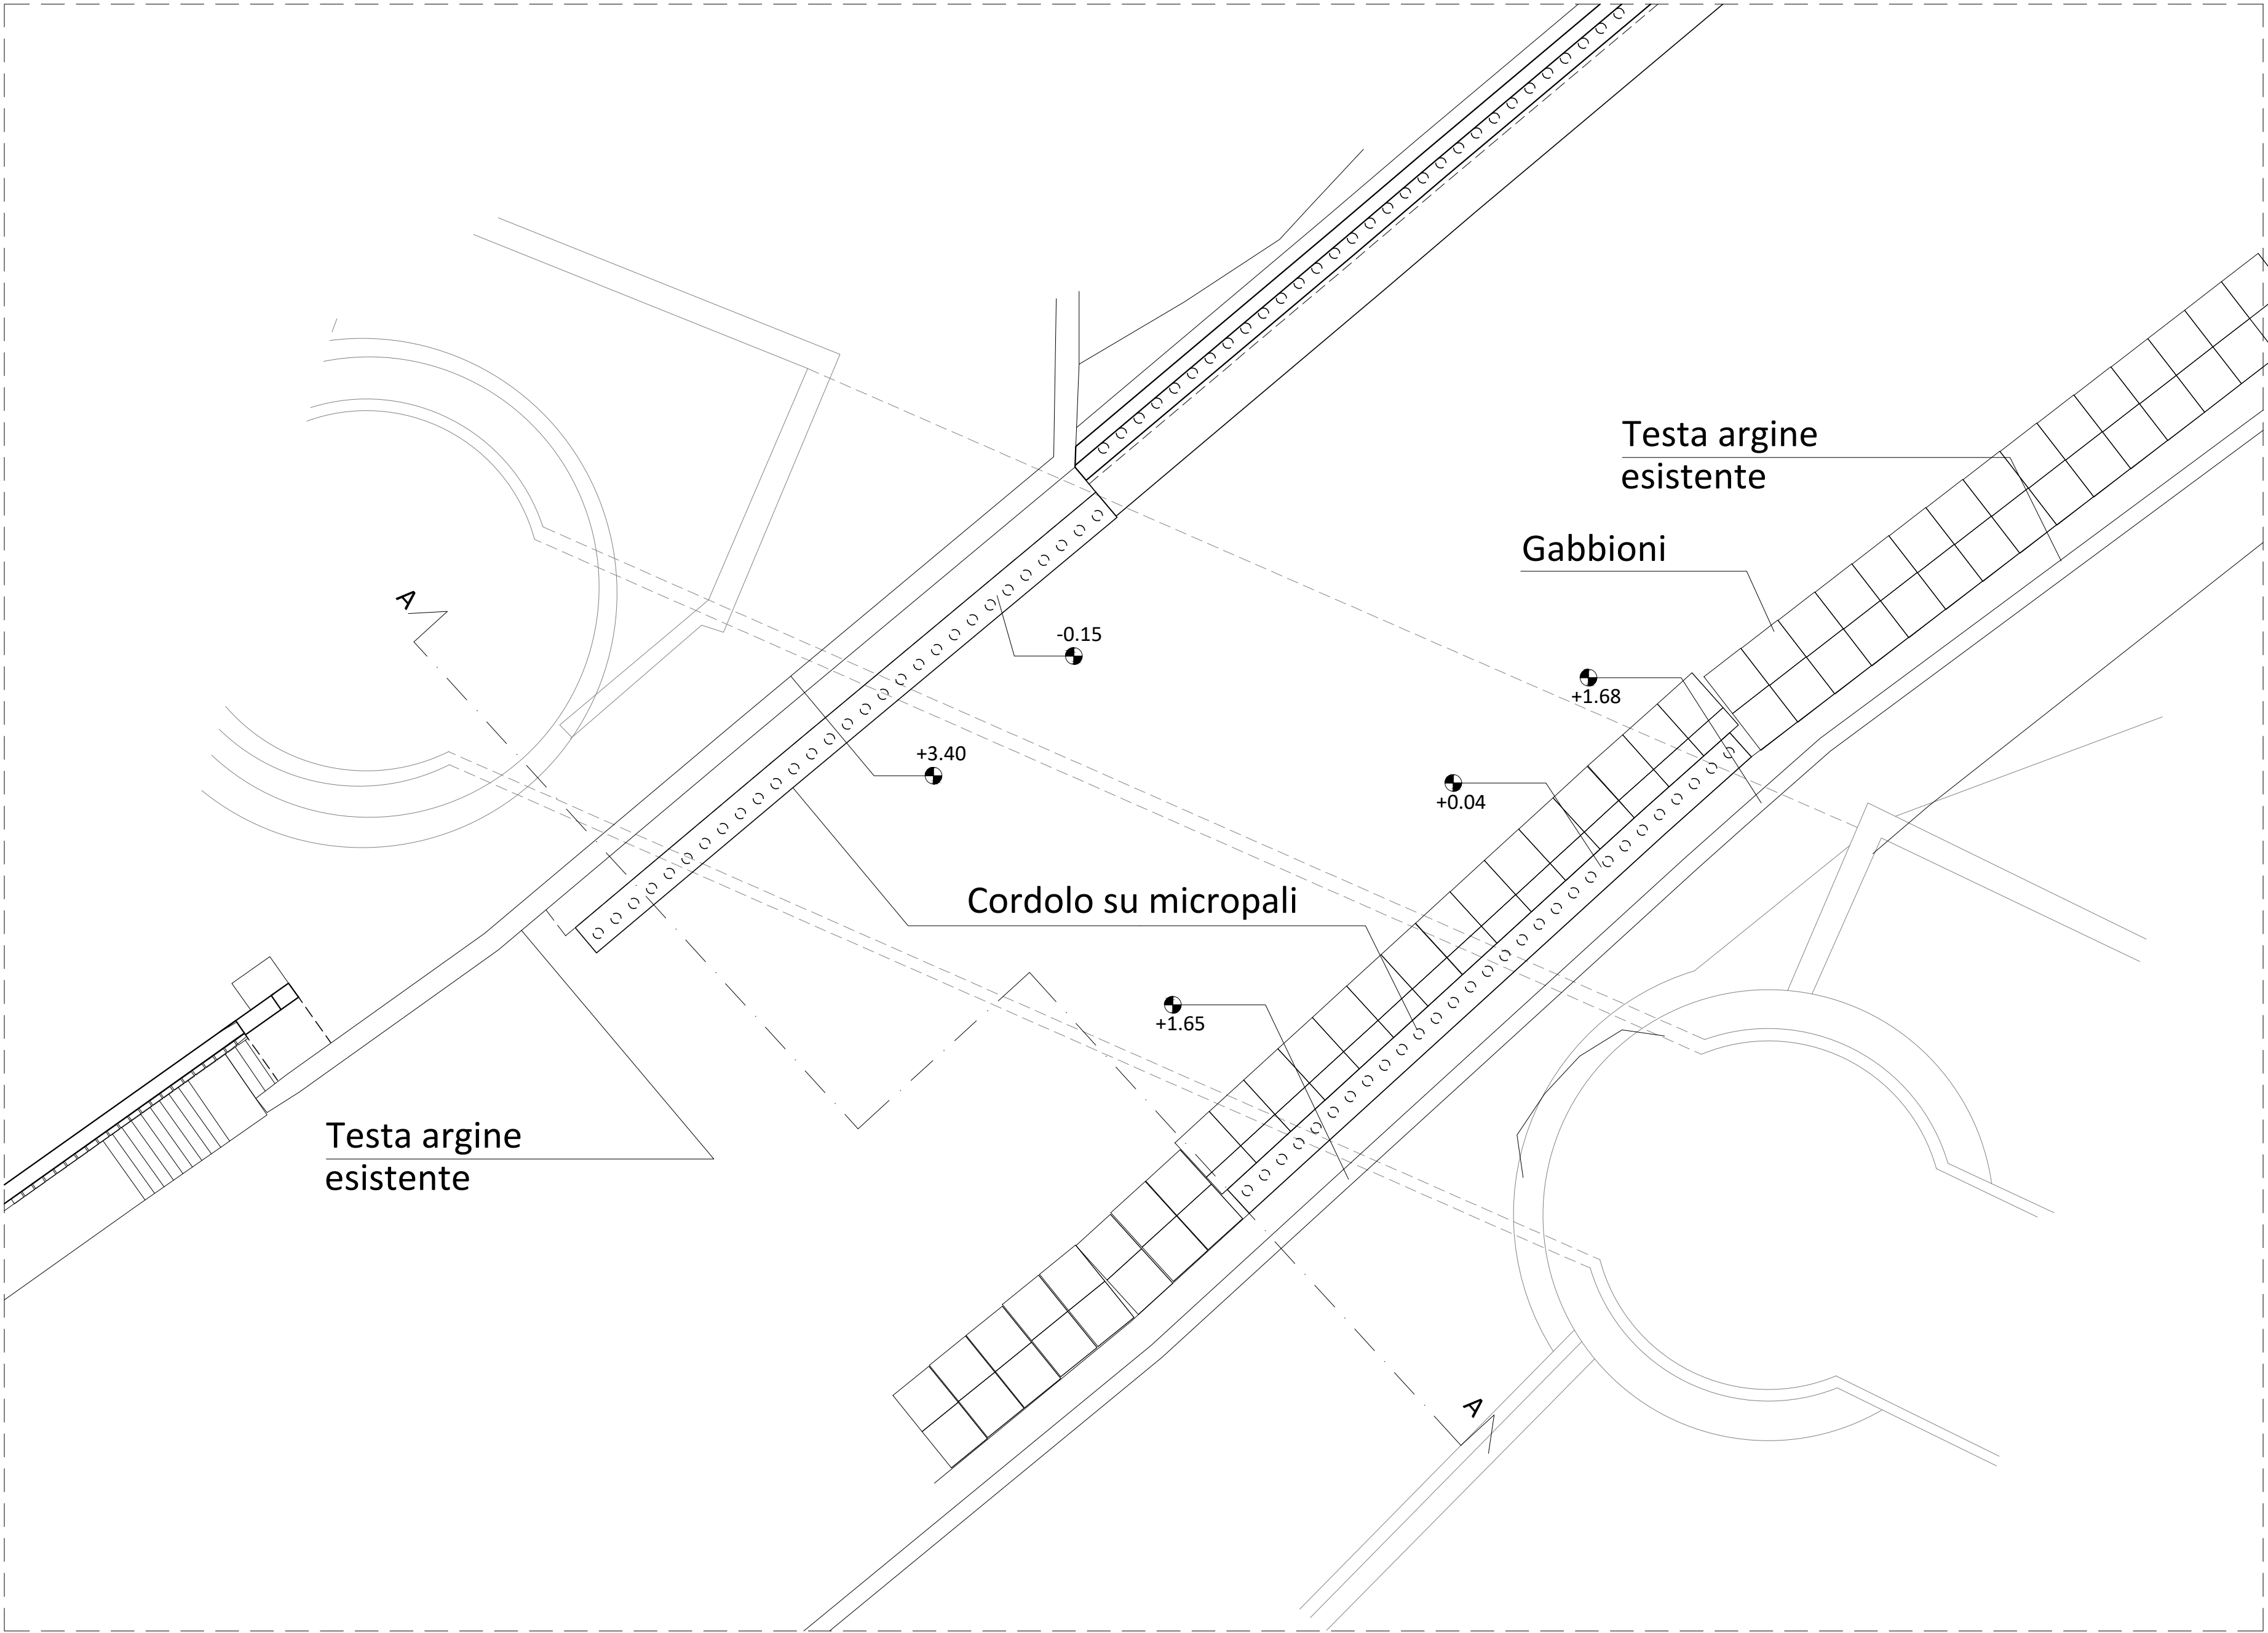 Testa argine
esistente
Gabbioni
A
-0.15
+1.68
+3.40
+0.04
Cordolo su micropali
+1.65
Testa argine
esistente
A